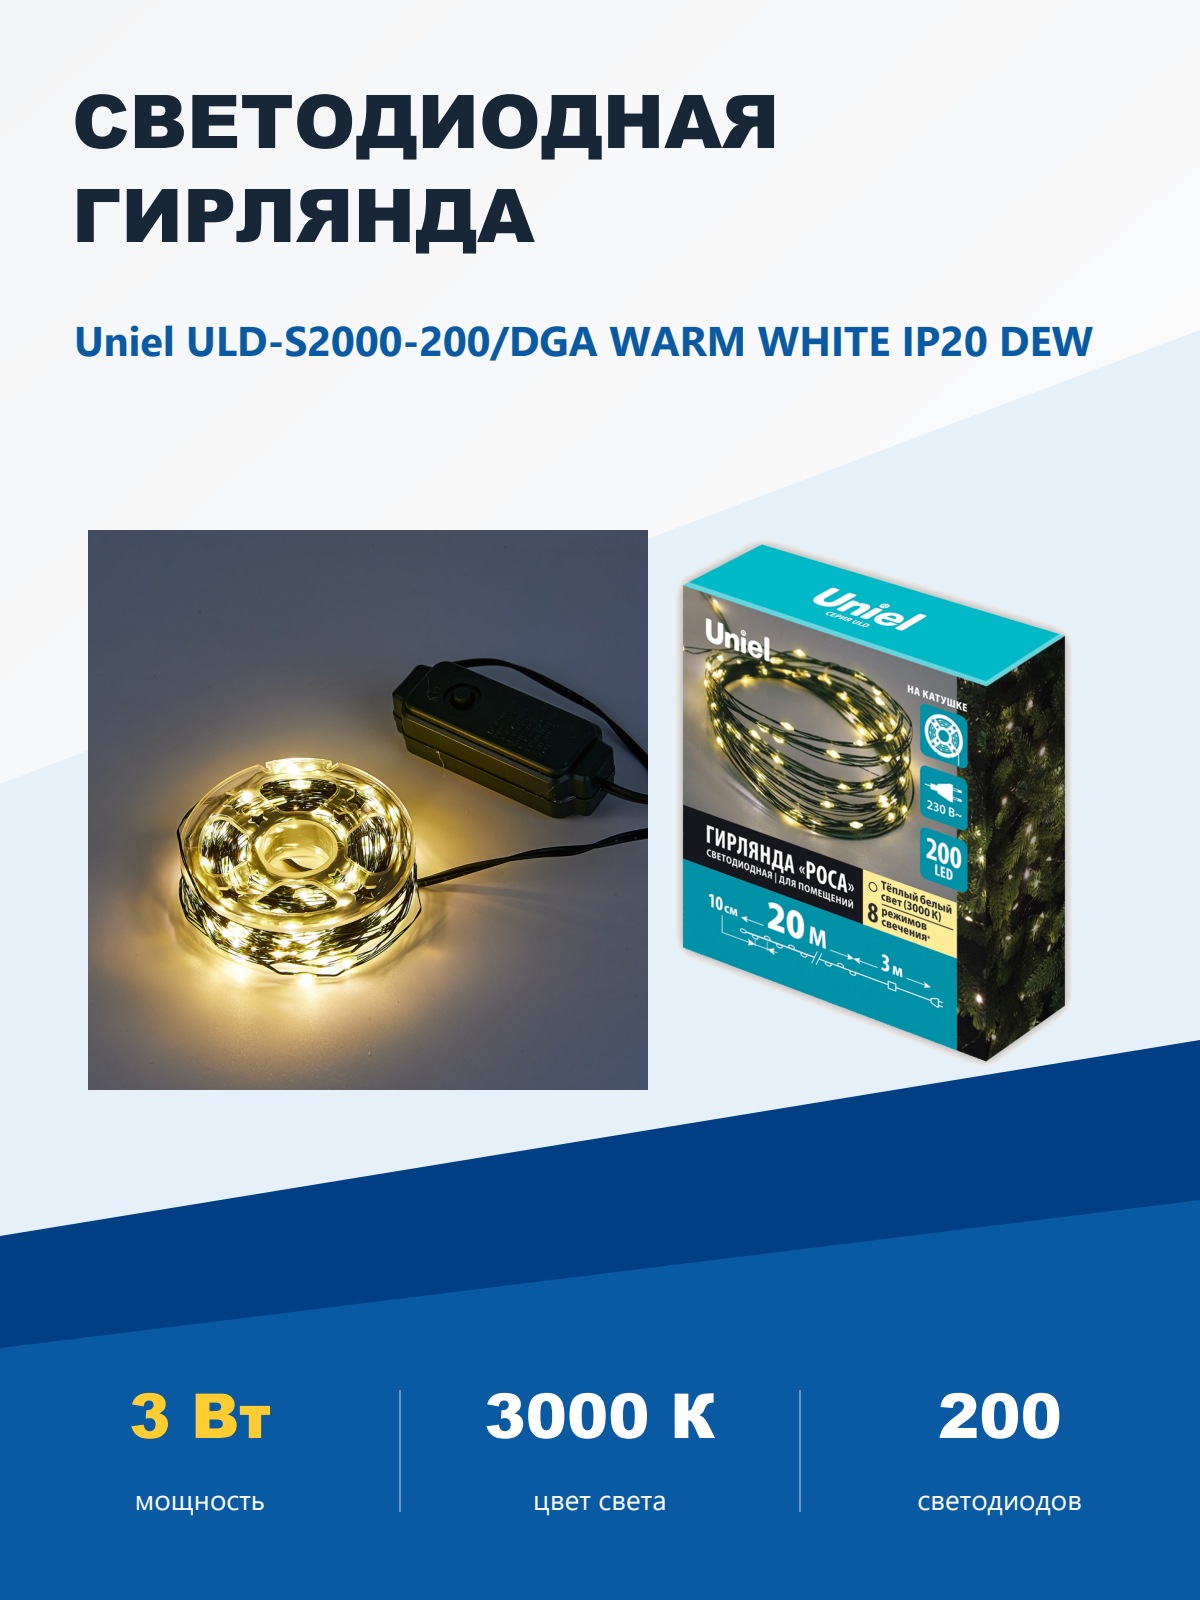 СВЕТОДИОДНАЯ
ГИРЛЯНДА
Uniel ULD-S2000-200/DGA WARM WHITE IP20 DEW
Uniel
СЕРИЯ ULD
Uniel
НА КАТУШКЕ
230 В~
200
LED
ГИРЛЯНДА «РОСА»
СВЕТОДИОДНАЯ | ДЛЯ ПОМЕЩЕНИЙ
Тёплый белый
свет (3000 К)
8 режимов
свечения*
10 см
20 м
3 м
3 Вт
мощность
3000 К
цвет света
200
светодиодов